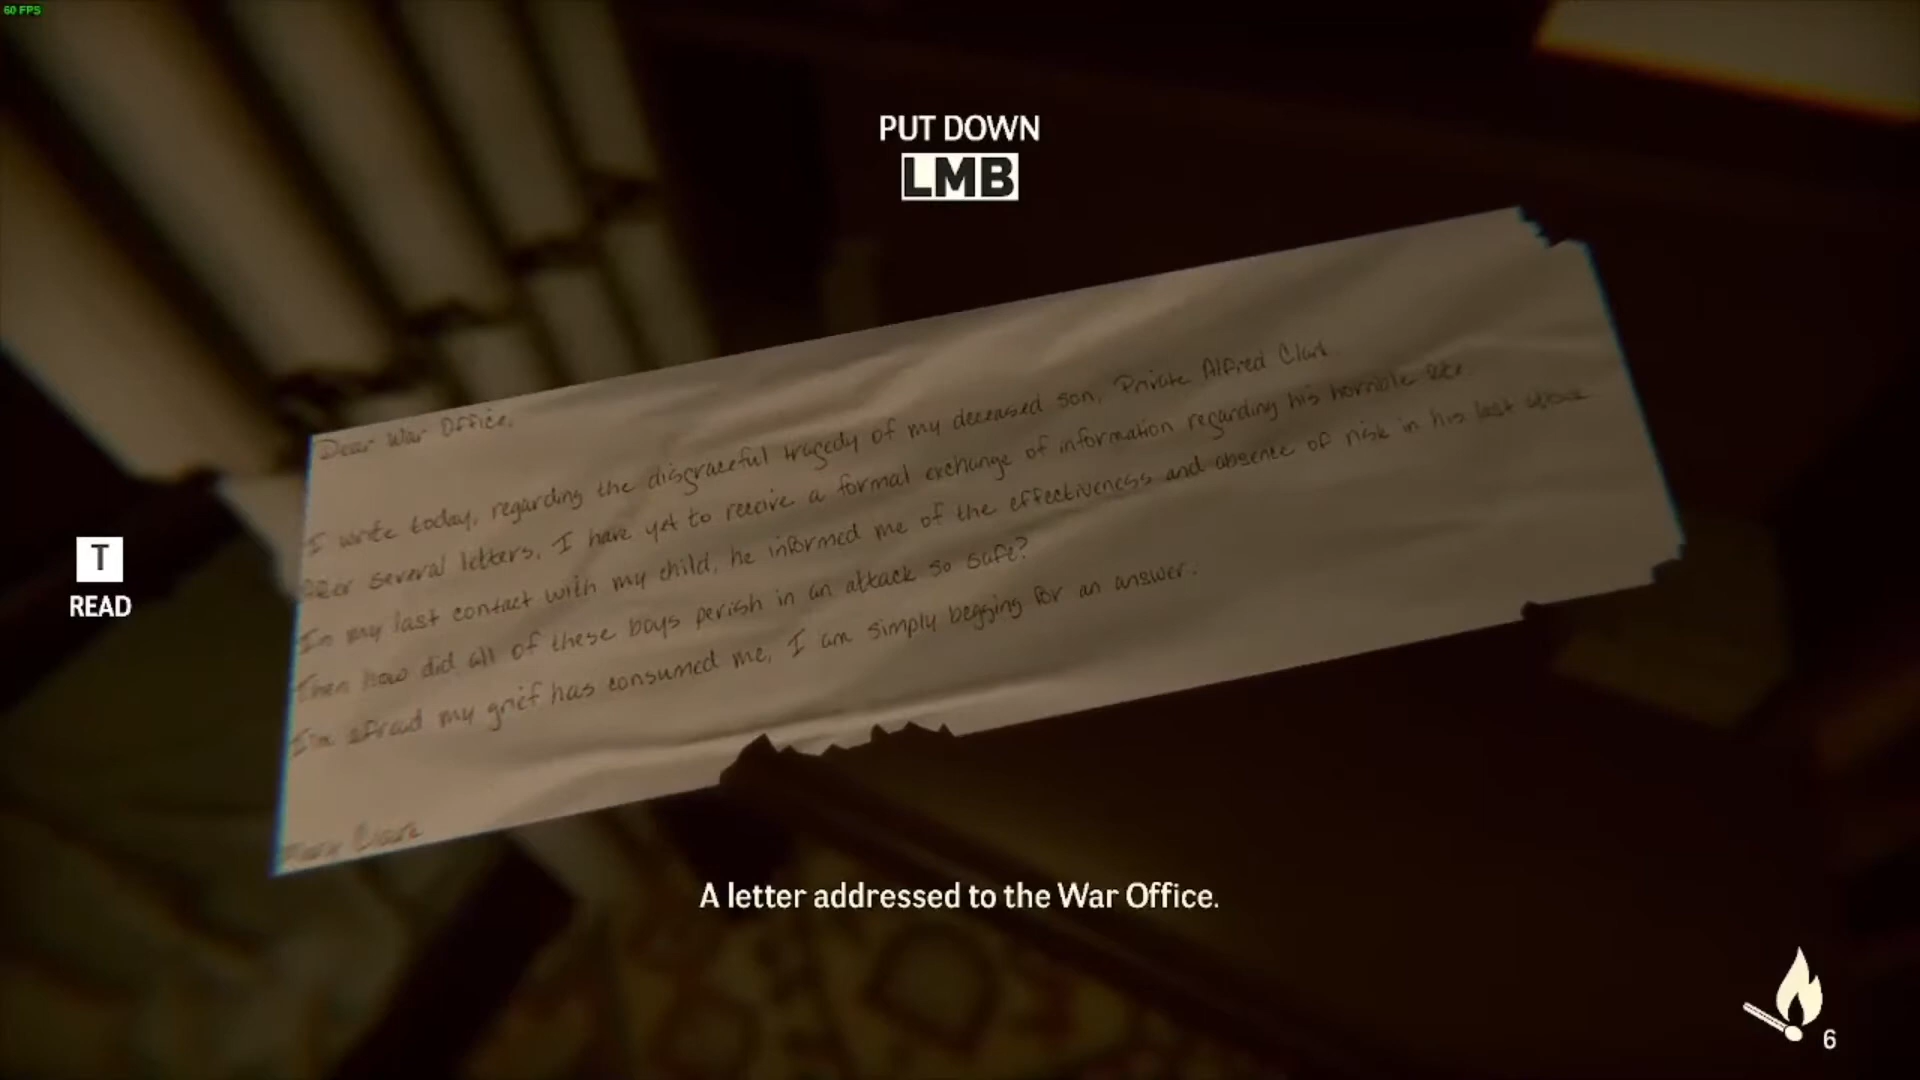 60 FPS
PUT DOWN
LMB
Dear War Office,
I write today, regarding the disgraceful tragedy of my deceased son, Private Alfred
After several letters, I have yet to receive a formal exchange of information regarding his horrible
In my last contact with my child, he informed me of the effectiveness and absence of risk in his last
Then how did all of these boys perish in an attack so safe?
I'm afraid my grief has consumed me, I am simply begging for an answer.
T
READ
A letter addressed to the War Office.
6